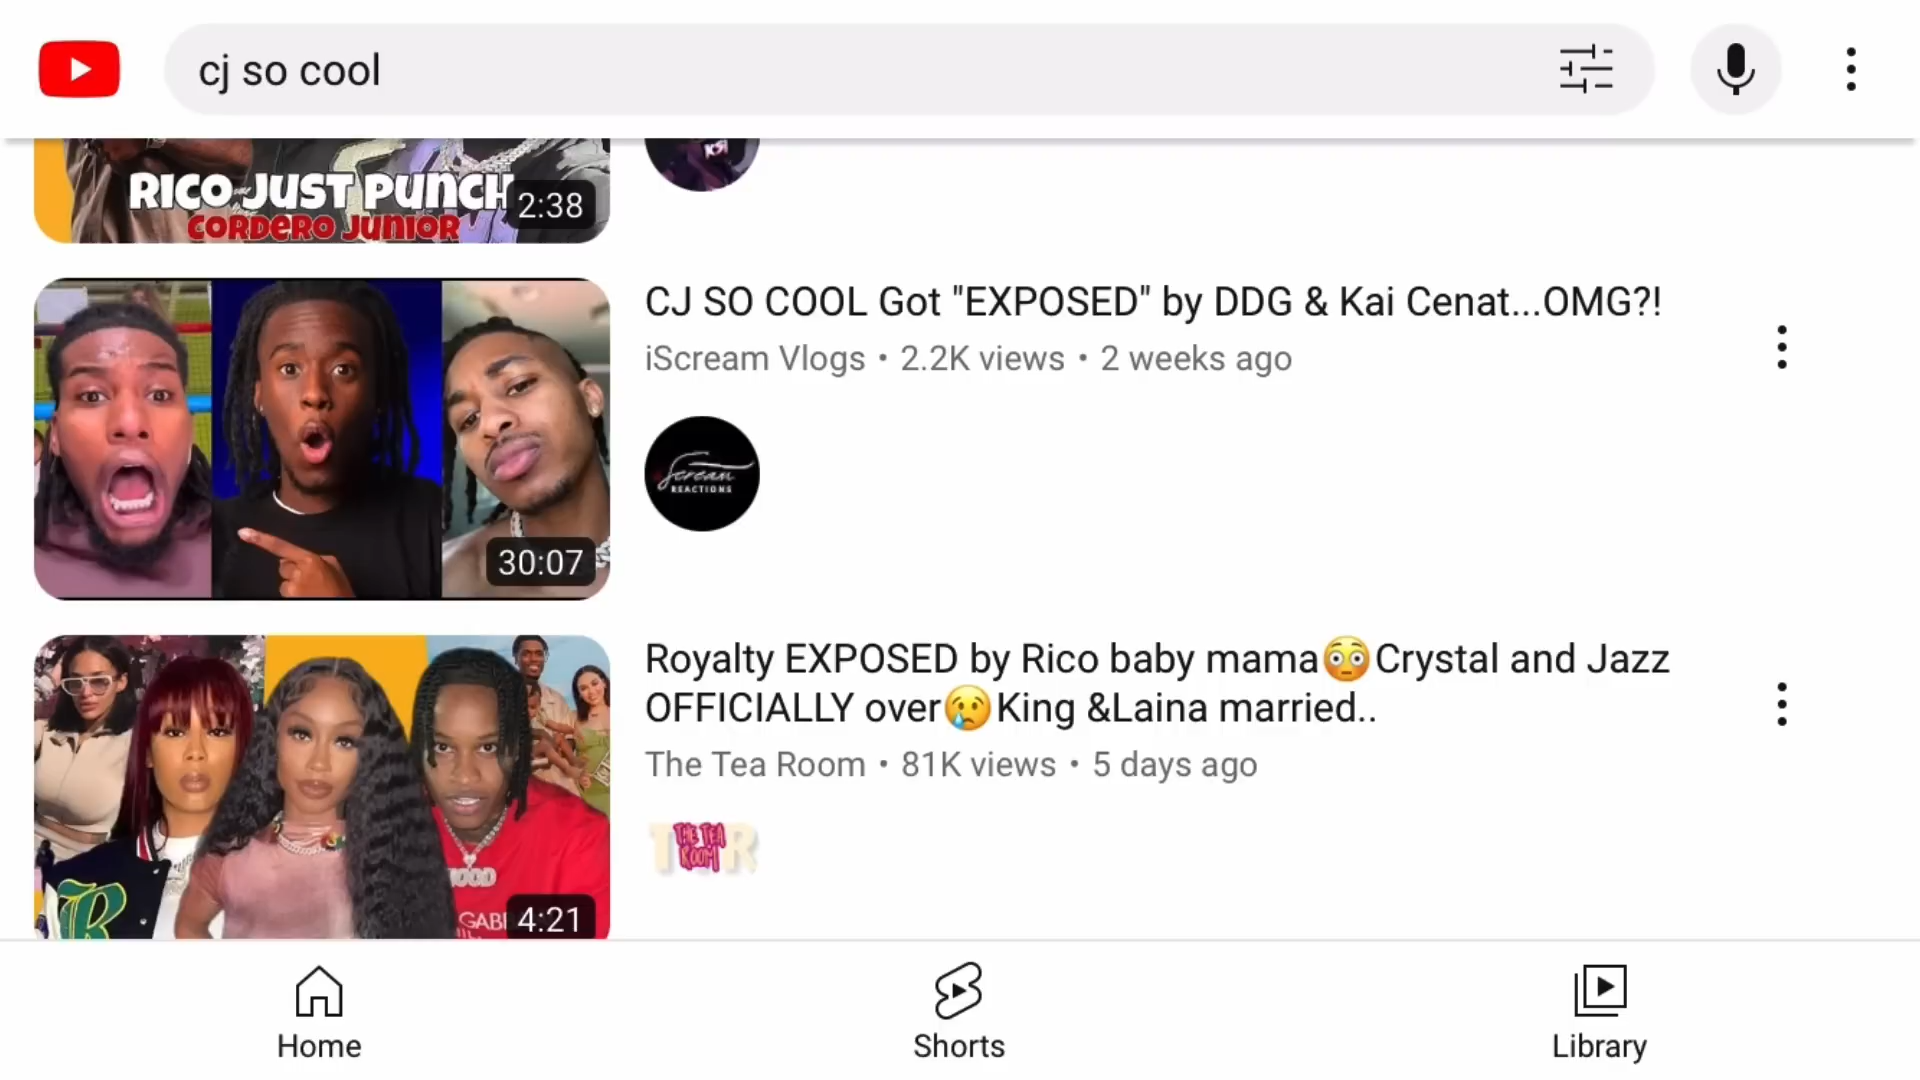 cj so cool
RICO JUST PUNCH
CORDERO JUNIOR
2:38
CJ SO COOL Got "EXPOSED" by DDG & Kai Cenat...OMG?!
iScream Vlogs • 2.2K views • 2 weeks ago
REACTIONS
30:07
Royalty EXPOSED by Rico baby mama😳Crystal and Jazz
OFFICIALLY over😢King &Laina married..
The Tea Room • 81K views • 5 days ago
THE TEA
ROOM
4:21
Home
Shorts
Library